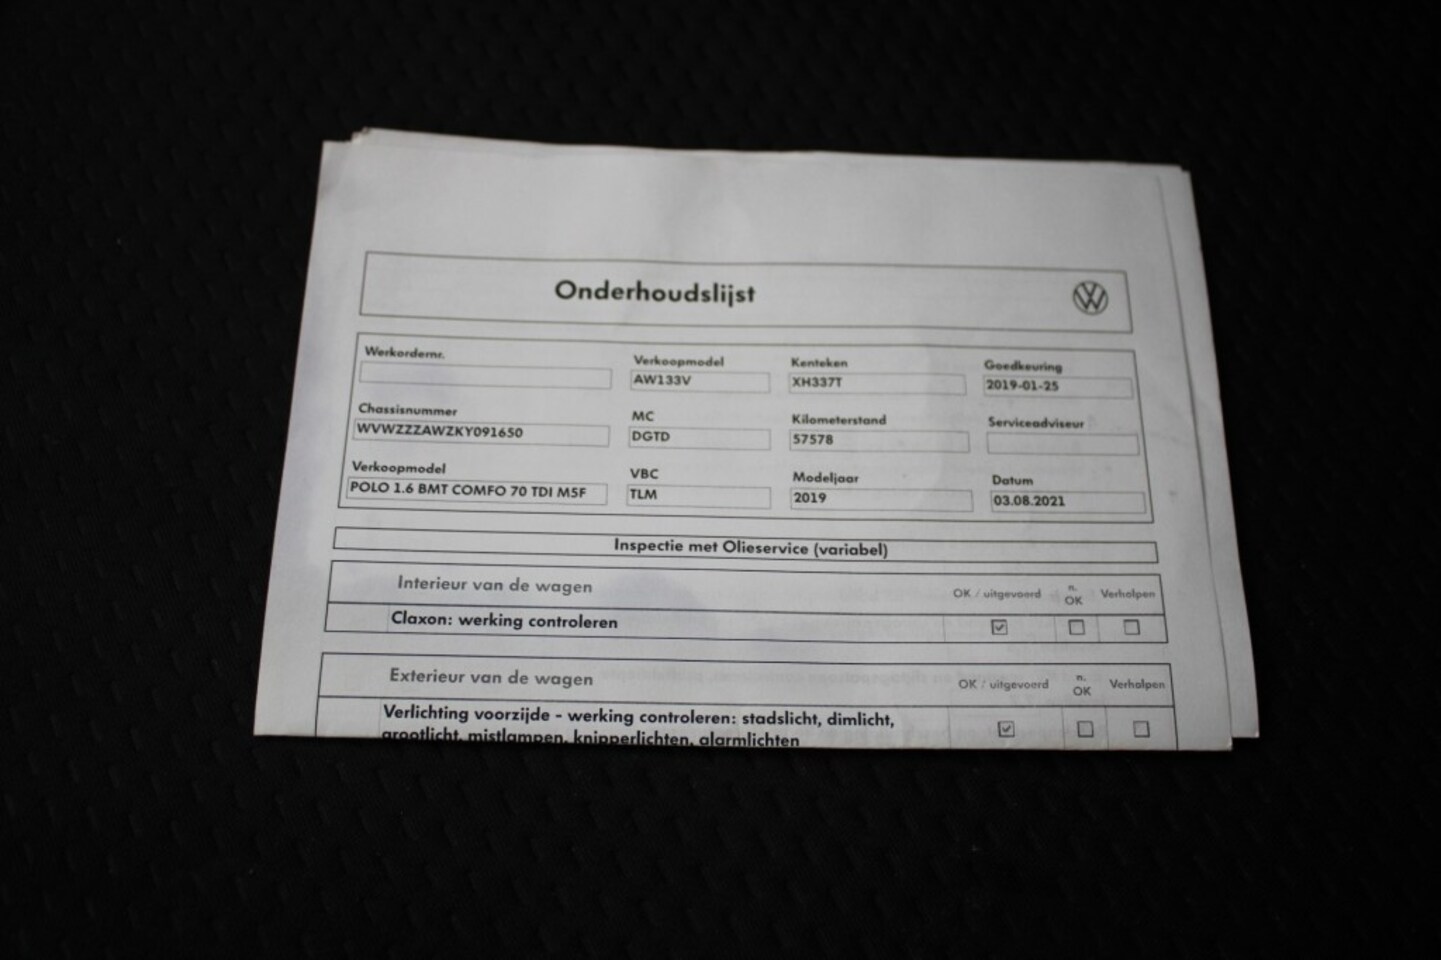 Onderhoudslijst
Werkordernr. Verkoopmodel Kenteken Goedkeuring
AW133V XH337T 2019-01-25
Chassisnummer MC Kilometerstand Serviceadviseur
WVWZZZAWZKY091650 DGTD 57578
Verkoopmodel VBC Modeljaar Datum
POLO 1.6 BMT COMFO 70 TDI M5F TLM 2019 03.08.2021
Inspectie met Olieservice (variabel)
Interieur van de wagen OK / uitgevoerd n. OK Verholpen
Claxon: werking controleren
Exterieur van de wagen OK / uitgevoerd n. OK Verholpen
Verlichting voorzijde - werking controleren: stadslicht, dimlicht,
grootlicht, mistlampen, knipperlichten, alarmlichten